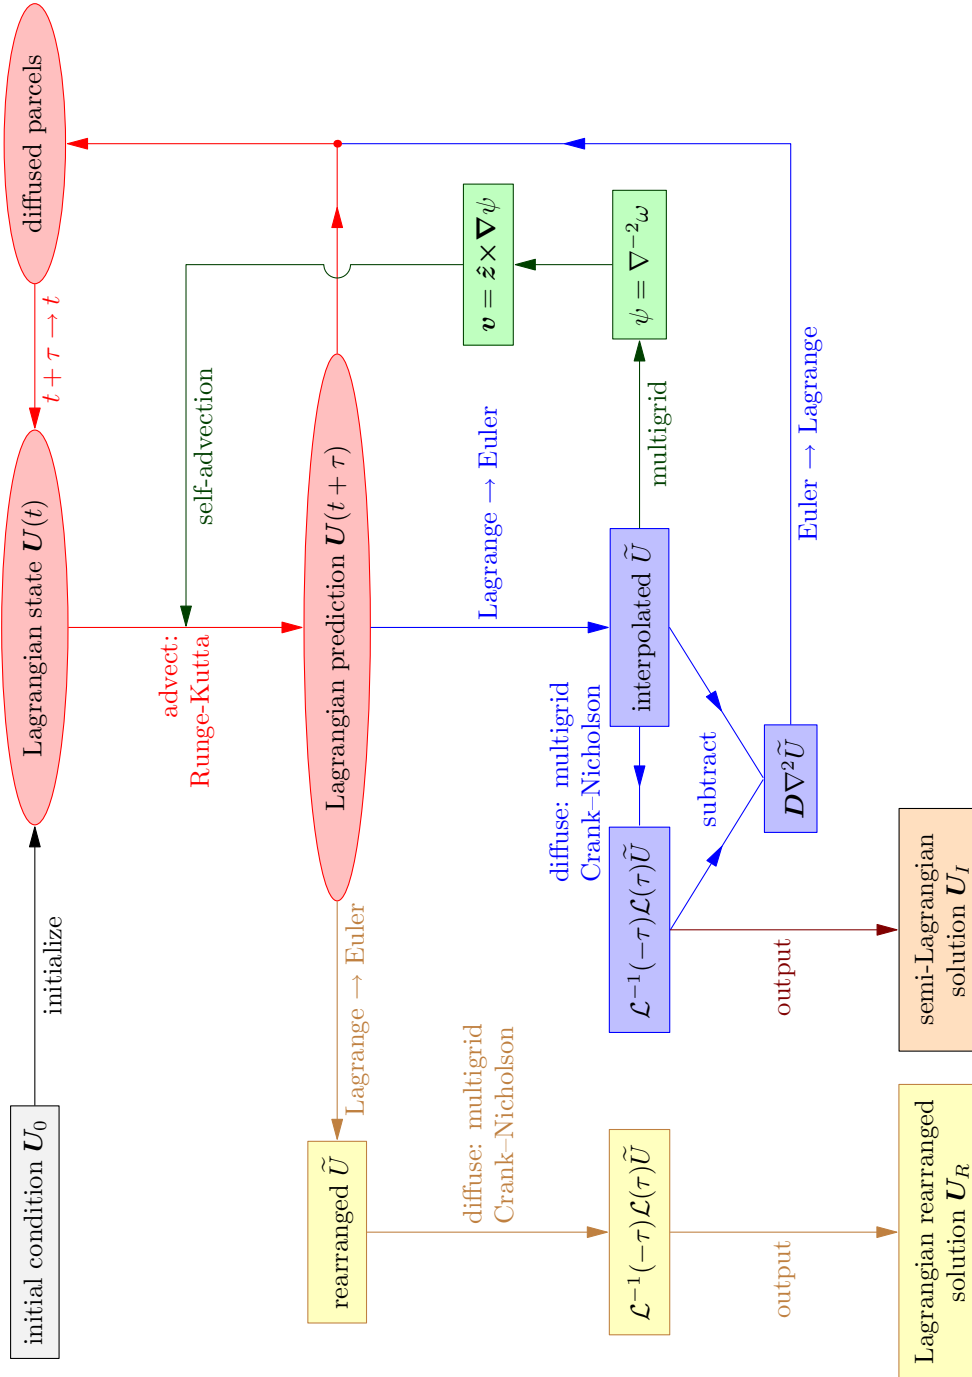 initial condition U₀
initialize
Lagrangian state U(t)
t + τ → t
diffused parcels
advect:
Runge-Kutta
self-advection
rearranged Ũ
Lagrange → Euler
Lagrangian prediction U(t + τ)
diffuse: multigrid
Crank–Nicholson
Lagrange → Euler
v = ẑ×∇ψ
diffuse: multigrid
Crank–Nicholson
ℒ⁻¹(−τ)ℒ(τ)Ũ
ℒ⁻¹(−τ)ℒ(τ)Ũ
interpolated Ũ
multigrid
ψ = ∇⁻²ω
subtract
output
output
D∇²Ũ
Euler → Lagrange
Lagrangian rearranged
solution U_R
semi-Lagrangian
solution U_I